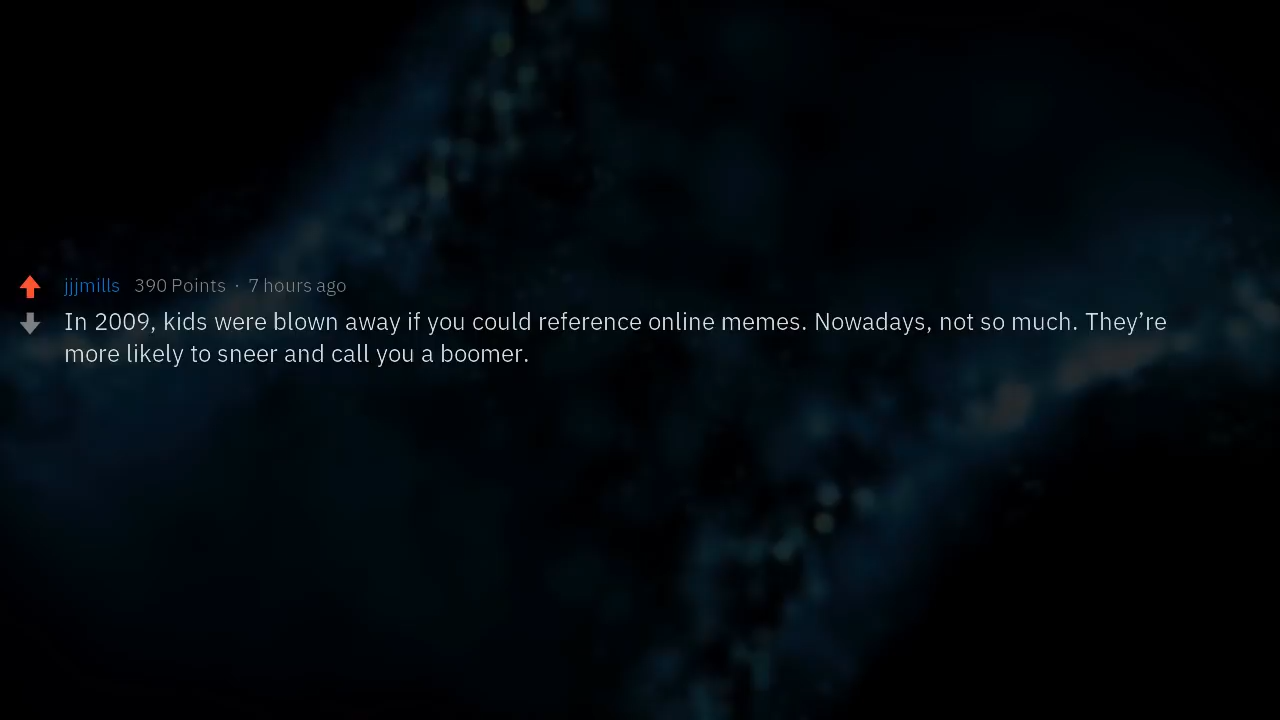 jjjmills 390 Points · 7 hours ago
In 2009, kids were blown away if you could reference online memes. Nowadays, not so much. They’re
more likely to sneer and call you a boomer.